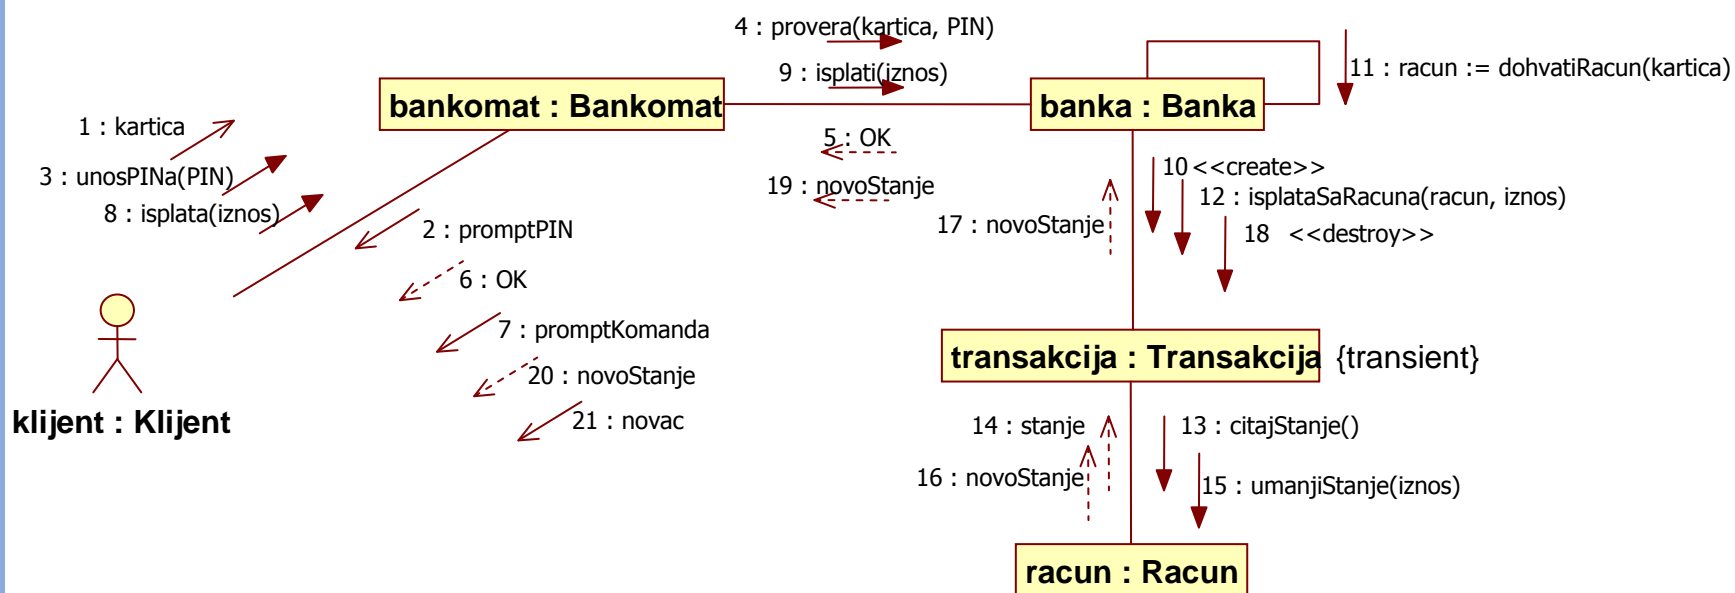 4 : provera(kartica, PIN)
9 : isplati(iznos)
11 : racun := dohvatiRacun(kartica)
bankomat : Bankomat
banka : Banka
1 : kartica
3 : unosPINa(PIN)
8 : isplata(iznos)
5 : OK
19 : novoStanje
10 <<create>>
12 : isplataSaRacuna(racun, iznos)
17 : novoStanje
18 <<destroy>>
2 : promptPIN
6 : OK
7 : promptKomanda
20 : novoStanje
21 : novac
klijent : Klijent
transakcija : Transakcija {transient}
14 : stanje
13 : citajStanje()
16 : novoStanje
15 : umanjiStanje(iznos)
racun : Racun